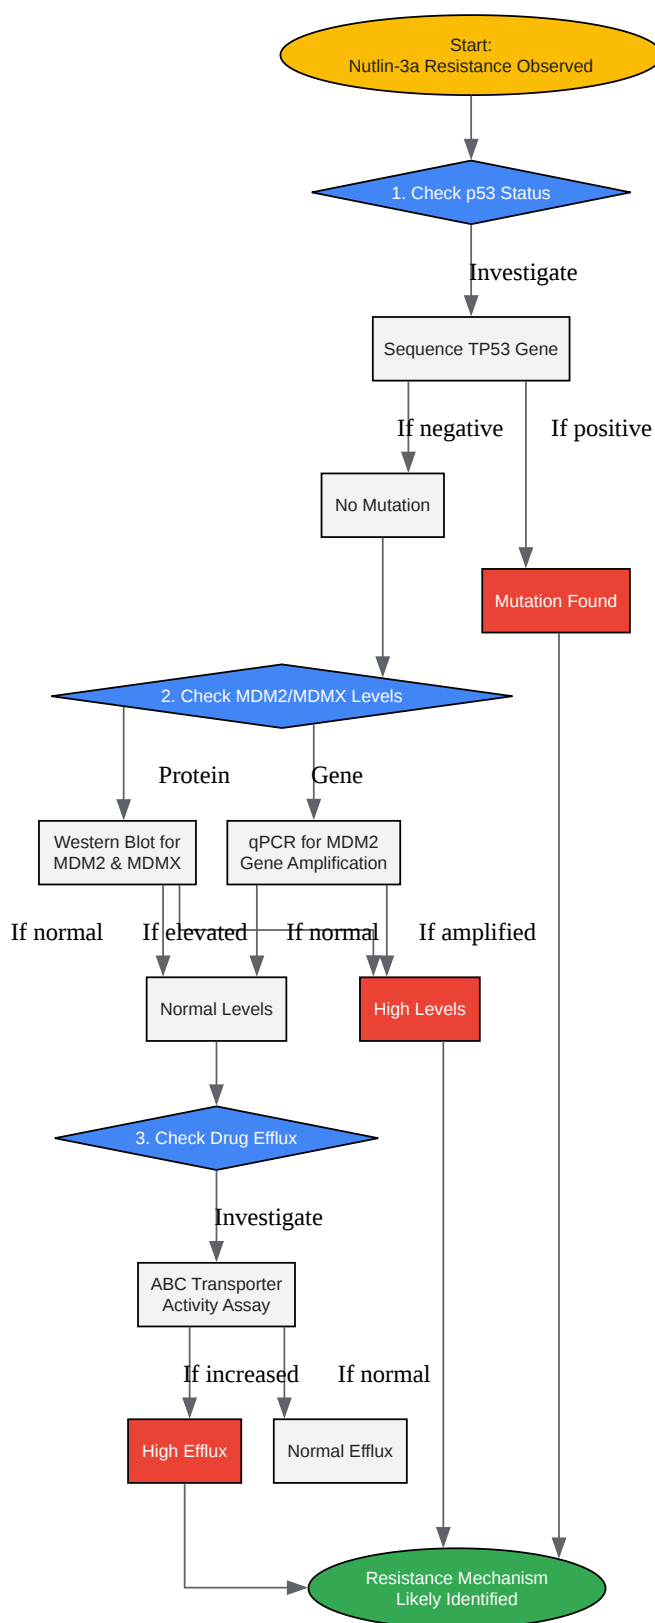 Start:
Nutlin-3a Resistance Observed
1. Check p53 Status
Investigate
Sequence TP53 Gene
If negative
If positive
No Mutation
Mutation Found
2. Check MDM2/MDMX Levels
Protein
Gene
Western Blot for
MDM2 & MDMX
qPCR for MDM2
Gene Amplification
If normal
If elevated
If normal
If amplified
Normal Levels
High Levels
3. Check Drug Efflux
Investigate
ABC Transporter
Activity Assay
If increased
If normal
High Efflux
Normal Efflux
Resistance Mechanism
Likely Identified